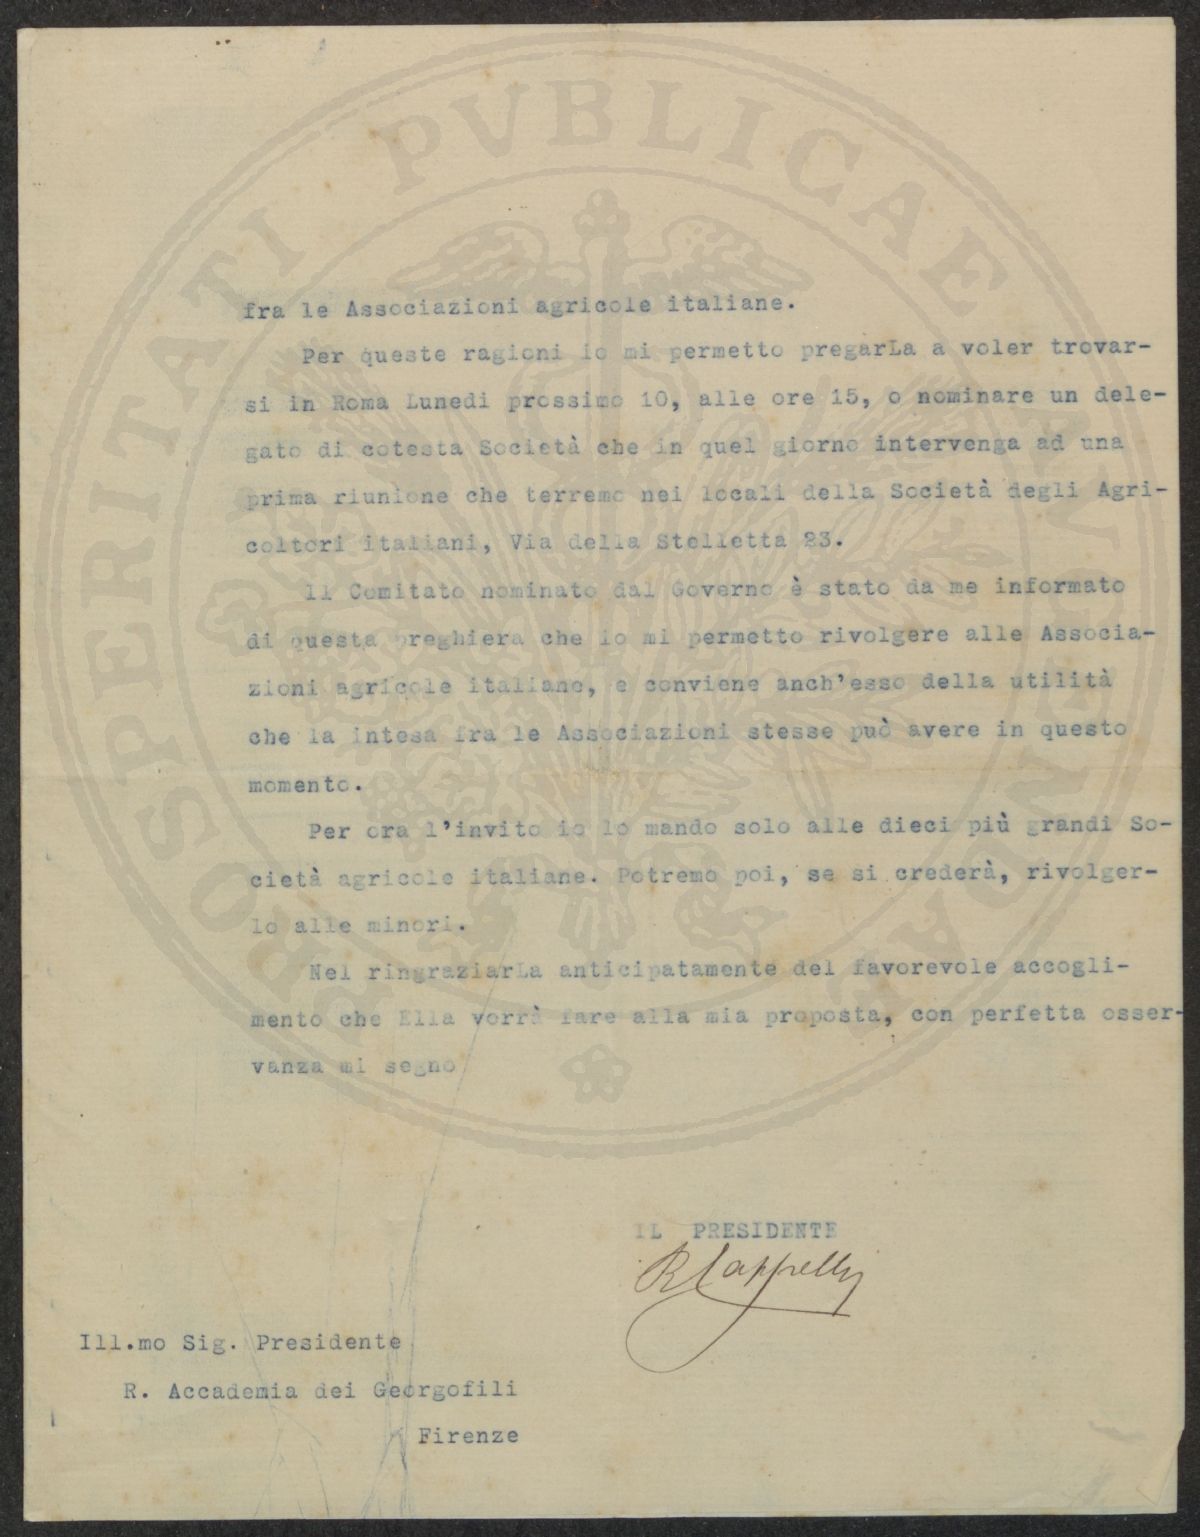 PROSPERITATI PVBLICAE AVGENDAE
fra le Associazioni agricole italiane.
Per queste ragioni io mi permetto pregarLa a voler trovar-
si in Roma Lunedi prossimo 10, alle ore 15, o nominare un dele-
gato di cotesta Società che in quel giorno intervenga ad una
prima riunione che terremo nei locali della Società degli Agri-
coltori italiani, Via della Stelletta 23.
Il Comitato nominato dal Governo è stato da me informato
di questa preghiera che io mi permetto rivolgere alle Associa-
zioni agricole italiane, e conviene anch'esso della utilità
che la intesa fra le Associazioni stesse può avere in questo
momento.
Per ora l'invito io lo mando solo alle dieci più grandi So-
cietà agricole italiane. Potremo poi, se si crederà, rivolger-
lo alle minori.
Nel ringraziarLa anticipatamente del favorevole accogli-
mento che Ella vorrà fare alla mia proposta, con perfetta osser-
vanza mi segno
IL PRESIDENTE
RCappelli
Ill.mo Sig. Presidente
R. Accademia dei Georgofili
Firenze